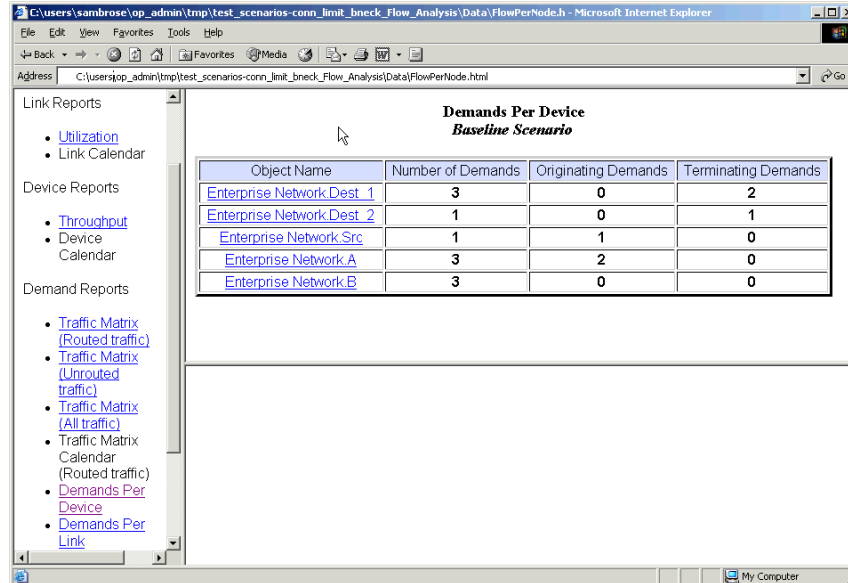 C:\users\sambrose\op_admin\tmp\test_scenarios-conn_limit_bneck_Flow_Analysis\Data\FlowPerNode.h - Microsoft Internet Explorer
File Edit View Favorites Tools Help
Back Favorites Media
Address C:\users\op_admin\tmp\test_scenarios-conn_limit_bneck_Flow_Analysis\Data\FlowPerNode.html Go
Link Reports
Utilization
Link Calendar
Device Reports
Throughput
Device
Calendar
Demand Reports
Traffic Matrix
(Routed traffic)
Traffic Matrix
(Unrouted
traffic)
Traffic Matrix
(All traffic)
Traffic Matrix
Calendar
(Routed traffic)
Demands Per
Device
Demands Per
Link
Demands Per Device
Baseline Scenario
Object Name Number of Demands Originating Demands Terminating Demands
Enterprise Network.Dest_1 3 0 2
Enterprise Network.Dest_2 1 0 1
Enterprise Network.Src 1 1 0
Enterprise Network.A 3 2 0
Enterprise Network.B 3 0 0
My Computer